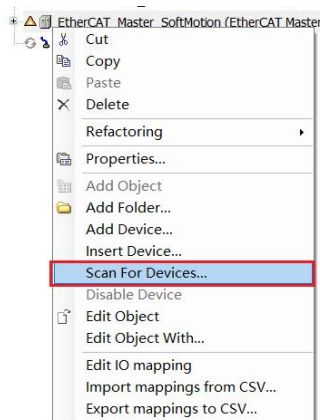 EtherCAT_Master_SoftMotion (EtherCAT Master
Cut
Copy
Paste
Delete
Refactoring
Properties...
Add Object
Add Folder...
Add Device...
Insert Device...
Scan For Devices...
Disable Device
Edit Object
Edit Object With...
Edit IO mapping
Import mappings from CSV...
Export mappings to CSV...